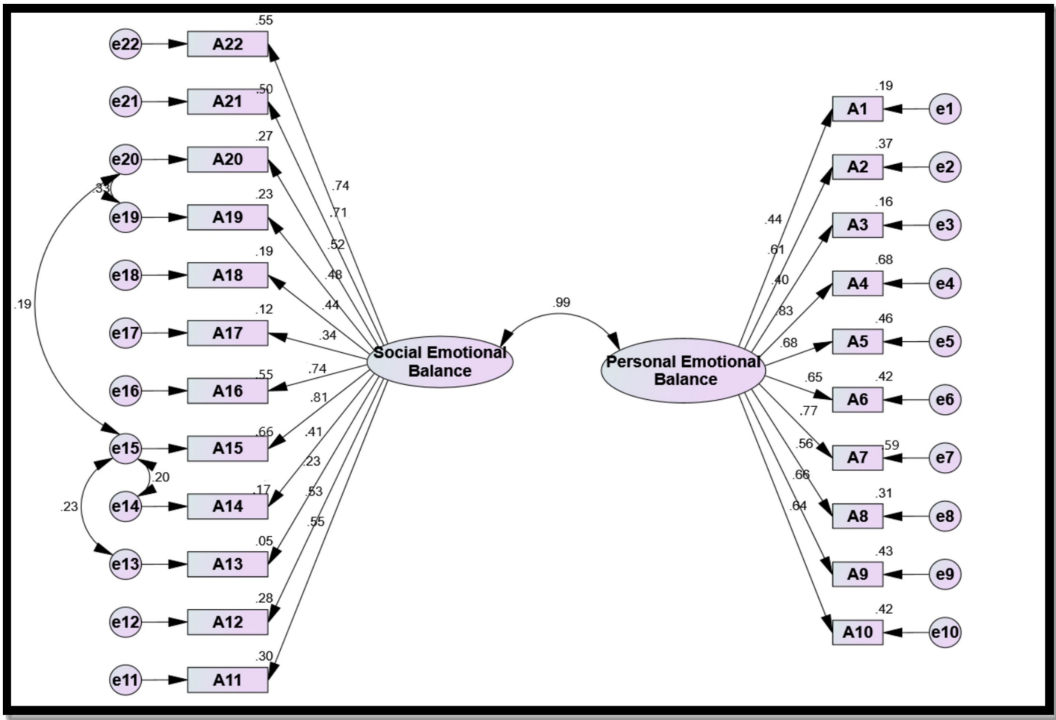 .55
e22 A22
.50
e21 A21
.27
e20 A20
.33
.23
e19 A19
.19
e18 A18
.12
e17 A17
.55
e16 A16
.66
e15 A15
.17
e14 A14
.05
e13 A13
.28
e12 A12
.30
e11 A11
.19
.20
.23
.74
.71
.52
.48
.44
.34
.74
.81
.41
.23
.53
.55
Social Emotional
Balance
.99
Personal Emotional
Balance
.44
.61
.40
.83
.68
.65
.77
.56
.66
.64
.19
A1 e1
.37
A2 e2
.16
A3 e3
.68
A4 e4
.46
A5 e5
.42
A6 e6
.59
A7 e7
.31
A8 e8
.43
A9 e9
.42
A10 e10